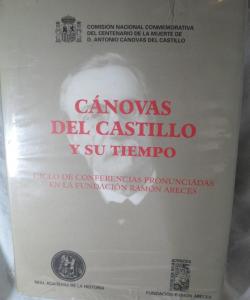 COMISIÓN NACIONAL CONMEMORATIVA
DEL CENTENARIO DE LA MUERTE DE
D. ANTONIO CÁNOVAS DEL CASTILLO
CÁNOVAS
DEL CASTILLO
Y SU TIEMPO
CICLO DE CONFERENCIAS PRONUNCIADAS
EN LA FUNDACIÓN RAMÓN ARECES
REAL ACADEMIA DE LA HISTORIA
FUNDACIÓN RAMÓN ARECES